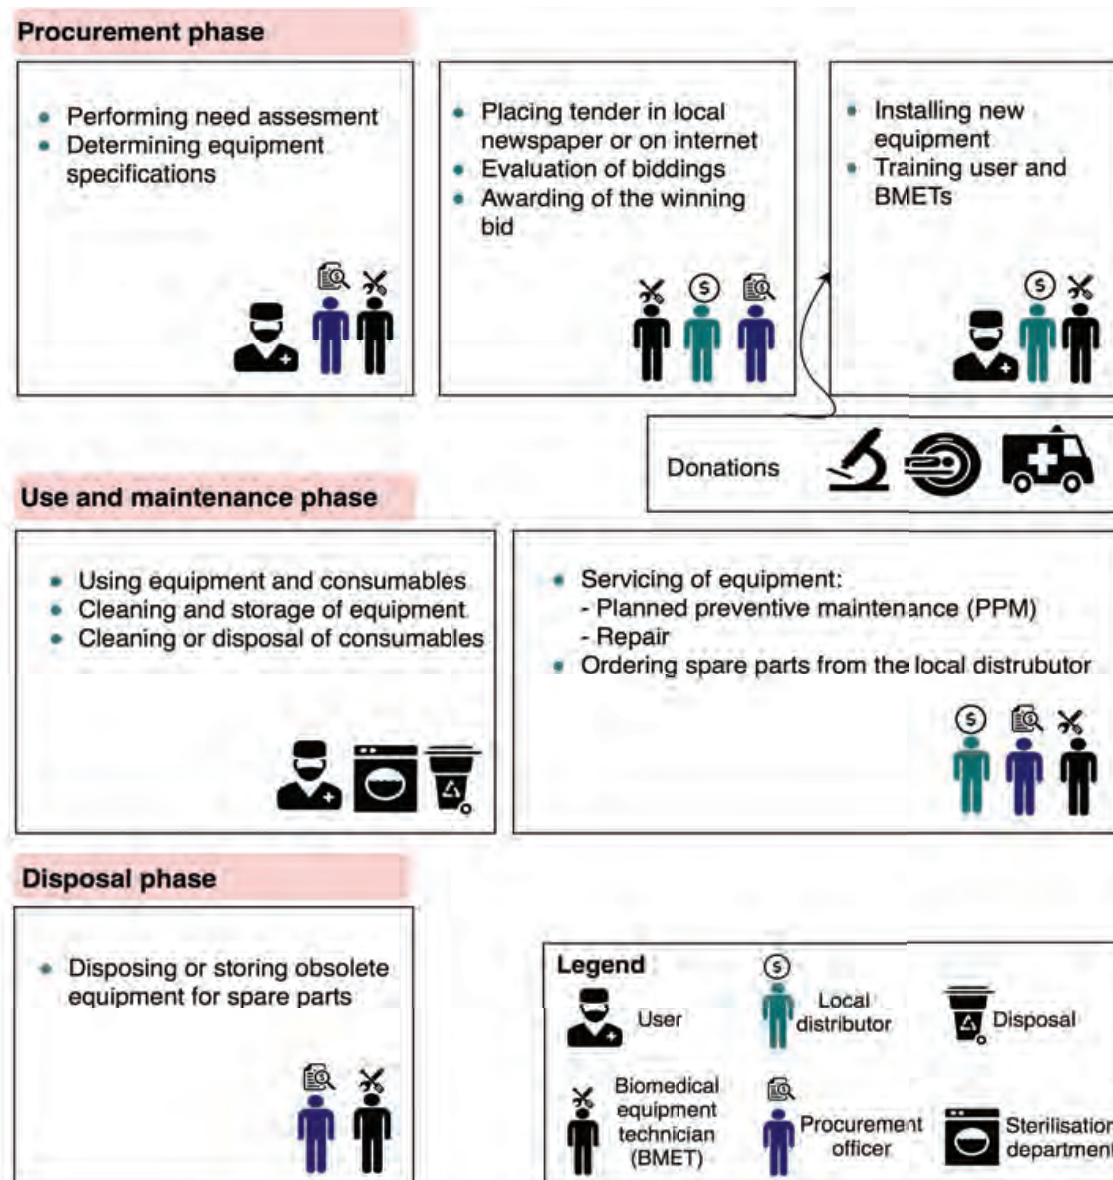 Procurement phase
• Performing need assesment
• Determining equipment
specifications
• Placing tender in local
newspaper or on internet
• Evaluation of biddings
• Awarding of the winning
bid
• Installing new
equipment
• Training user and
BMETs
Donations
Use and maintenance phase
• Using equipment and consumables
• Cleaning and storage of equipment
• Cleaning or disposal of consumables
• Servicing of equipment:
- Planned preventive maintenance (PPM)
- Repair
• Ordering spare parts from the local distrubutor
Disposal phase
• Disposing or storing obsolete
equipment for spare parts
Legend
User
Local
distributor
Disposal
Biomedical
equipment
technician
(BMET)
Procurement
officer
Sterilisation
department